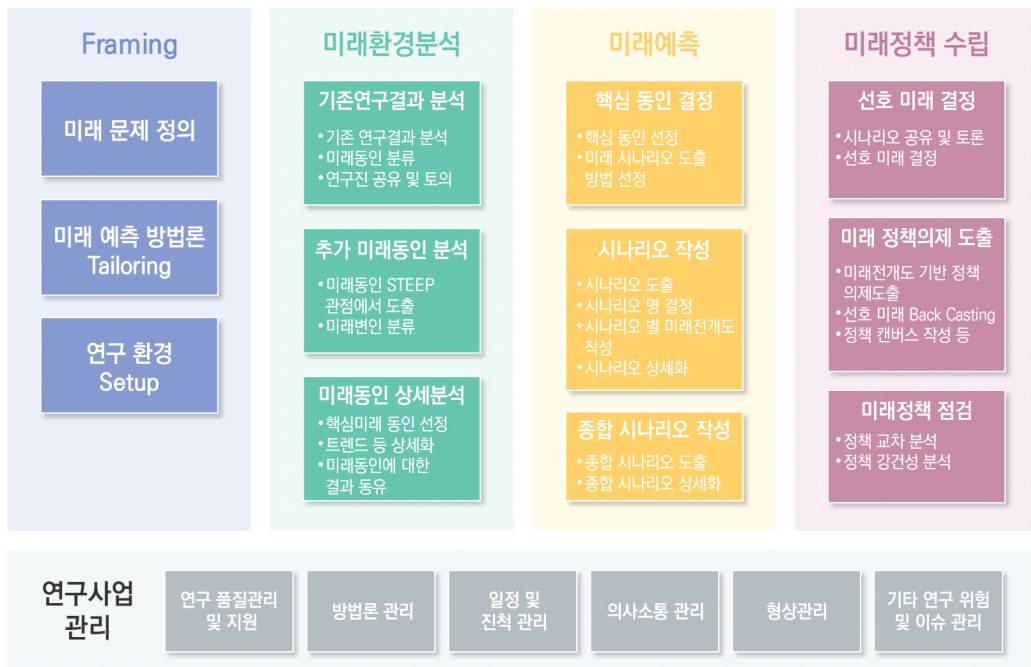 Framing
미래 문제 정의
미래 예측 방법론
Tailoring
연구 환경
Setup
미래환경분석
기존연구결과 분석
•기존 연구결과 분석
•미래동인 분류
•연구진 공유 및 토의
추가 미래동인 분석
•미래동인 STEEP
관점에서 도출
•미래변인 분류
미래동인 상세분석
•핵심미래 동인 선정
•트렌드 등 상세화
•미래동인에 대한
결과 동유
미래예측
핵심 동인 결정
•핵심 동인 선정
•미래 시나리오 도출
방법 선정
시나리오 작성
•시나리오 도출
•시나리오 명 결정
•시나리오 별 미래전개도
작성
•시나리오 상세화
종합 시나리오 작성
•종합 시나리오 도출
•종합 시나리오 상세화
미래정책 수립
선호 미래 결정
•시나리오 공유 및 토론
•선호 미래 결정
미래 정책의제 도출
•미래전개도 기반 정책
의제도출
•선호 미래 Back Casting
•정책 캔버스 작성 등
미래정책 점검
•정책 교차 분석
•정책 강건성 분석
연구사업
관리
연구 품질관리
및 지원
방법론 관리
일정 및
진척 관리
의사소통 관리
형상관리
기타 연구 위험
및 이슈 관리